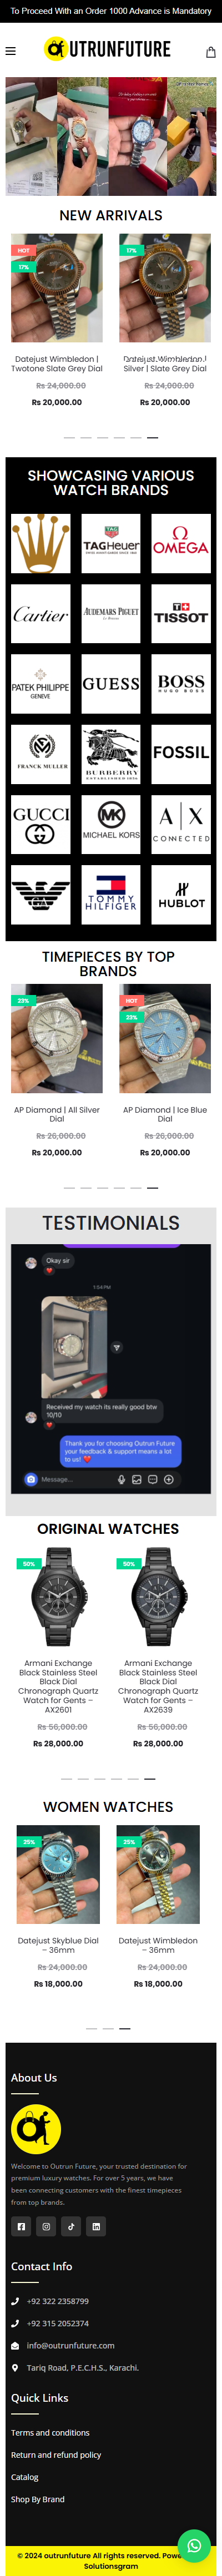 To Proceed With an Order 1000 Advance is Mandatory
OUTRUNFUTURE
NEW ARRIVALS
HOT
17%
17%
Datejust Wimbledon |
Twotone Slate Grey Dial
Rs 24,000.00
Rs 20,000.00
Datejust Wimbledon |
Silver | Slate Grey Dial
Rs 24,000.00
Rs 20,000.00
SHOWCASING VARIOUS
WATCH BRANDS
TAG
TAGHeuer
SWISS AVANT-GARDE SINCE 1860
Ω
OMEGA
Cartier
AUDEMARS PIGUET
Le Brassus
TISSOT
PATEK PHILIPPE
GENEVE
GUESS
BOSS
HUGO BOSS
FRANCK MULLER
BURBERRY
ESTABLISHED 1856
FOSSIL
GUCCI
MK
MICHAEL KORS
A | X
CONNECTED
GA
TOMMY
HILFIGER
HUBLOT
TIMEPIECES BY TOP
BRANDS
23%
HOT
23%
AP Diamond | All Silver
Dial
Rs 26,000.00
Rs 20,000.00
AP Diamond | Ice Blue
Dial
Rs 26,000.00
Rs 20,000.00
TESTIMONIALS
Okay sir
1:54 PM
Received my watch its really good btw
10/10
Thank you for choosing Outrun Future
your feedback & support means a lot
to us! ❤️
Message...
ORIGINAL WATCHES
50%
50%
Armani Exchange
Black Stainless Steel
Black Dial
Chronograph Quartz
Watch for Gents –
AX2601
Rs 56,000.00
Rs 28,000.00
Armani Exchange
Black Stainless Steel
Black Dial
Chronograph Quartz
Watch for Gents –
AX2639
Rs 56,000.00
Rs 28,000.00
WOMEN WATCHES
25%
25%
Datejust Skyblue Dial
– 36mm
Rs 24,000.00
Rs 18,000.00
Datejust Wimbledon
– 36mm
Rs 24,000.00
Rs 18,000.00
About Us
Welcome to Outrun Future, your trusted destination for
premium luxury watches. For over 5 years, we have
been connecting customers with the finest timepieces
from top brands.
Contact Info
+92 322 2358799
+92 315 2052374
info@outrunfuture.com
Tariq Road, P.E.C.H.S., Karachi.
Quick Links
Terms and conditions
Return and refund policy
Catalog
Shop By Brand
© 2024 outrunfuture All rights reserved. Powe
Solutionsgram